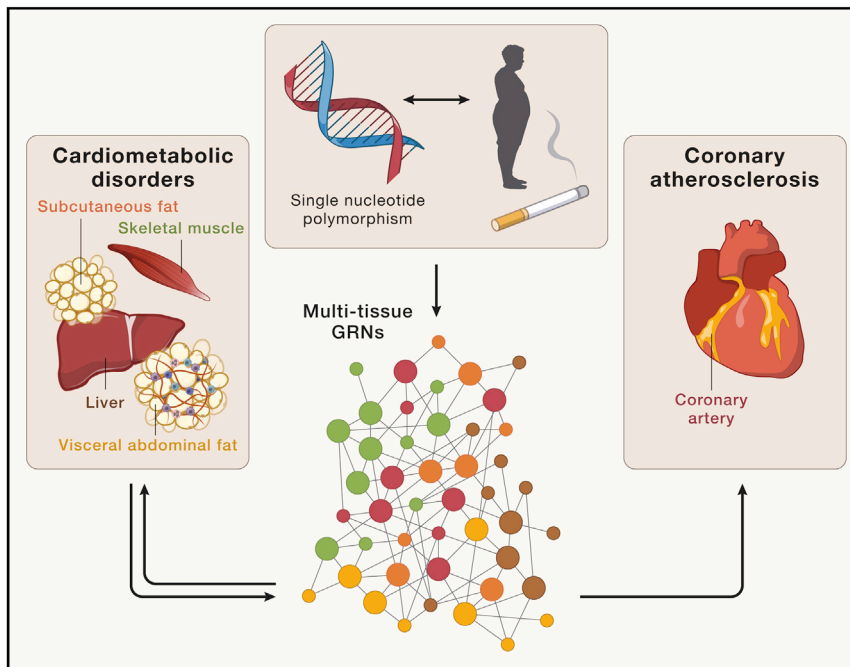 Single nucleotide
polymorphism
Cardiometabolic
disorders
Subcutaneous fat
Skeletal muscle
Liver
Visceral abdominal fat
Multi-tissue
GRNs
Coronary
atherosclerosis
Coronary
artery